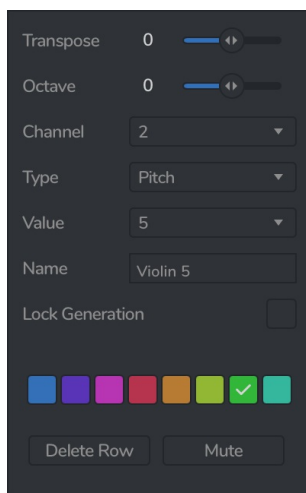 Transpose 0
Octave 0
Channel 2
Type Pitch
Value 5
Name Violin 5
Lock Generation
Delete Row Mute